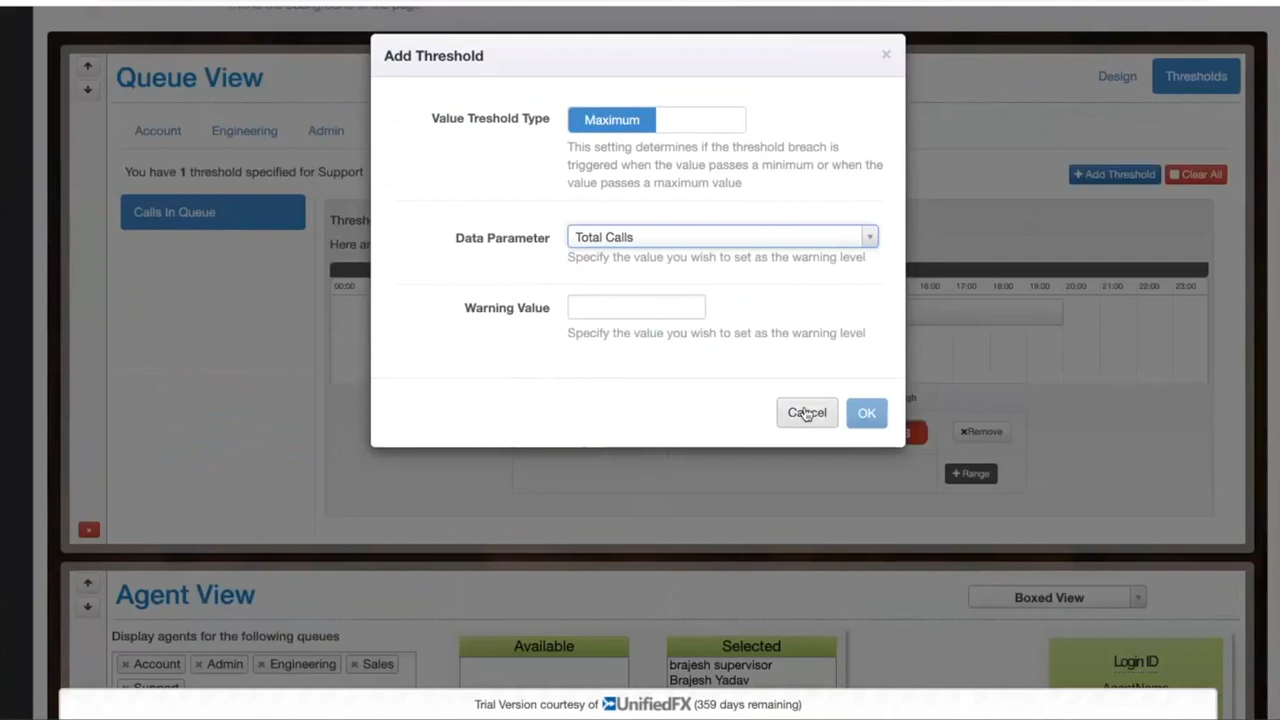 Add Threshold
×
Queue View
Design
Thresholds
Value Treshold Type
Maximum
Account
Engineering
Admin
This setting determines if the threshold breach is
triggered when the value passes a minimum or when the
value passes a maximum value
You have 1 threshold specified for Support
+ Add Threshold
Clear All
Calls In Queue
Thresh
Here ar
Data Parameter
Total Calls
Specify the value you wish to set as the warning level
00:00
16:00 17:00 18:00 19:00 20:00 21:00 22:00 23:00
Warning Value
Specify the value you wish to set as the warning level
Cancel
OK
gh
×Remove
+ Range
×
Agent View
Boxed View
Display agents for the following queues
Available
Selected
× Account
× Admin
× Engineering
× Sales
Support
brajesh supervisor
Brajesh Yadav
Login ID
AgentName
Trial Version courtesy of UnifiedFX (359 days remaining)